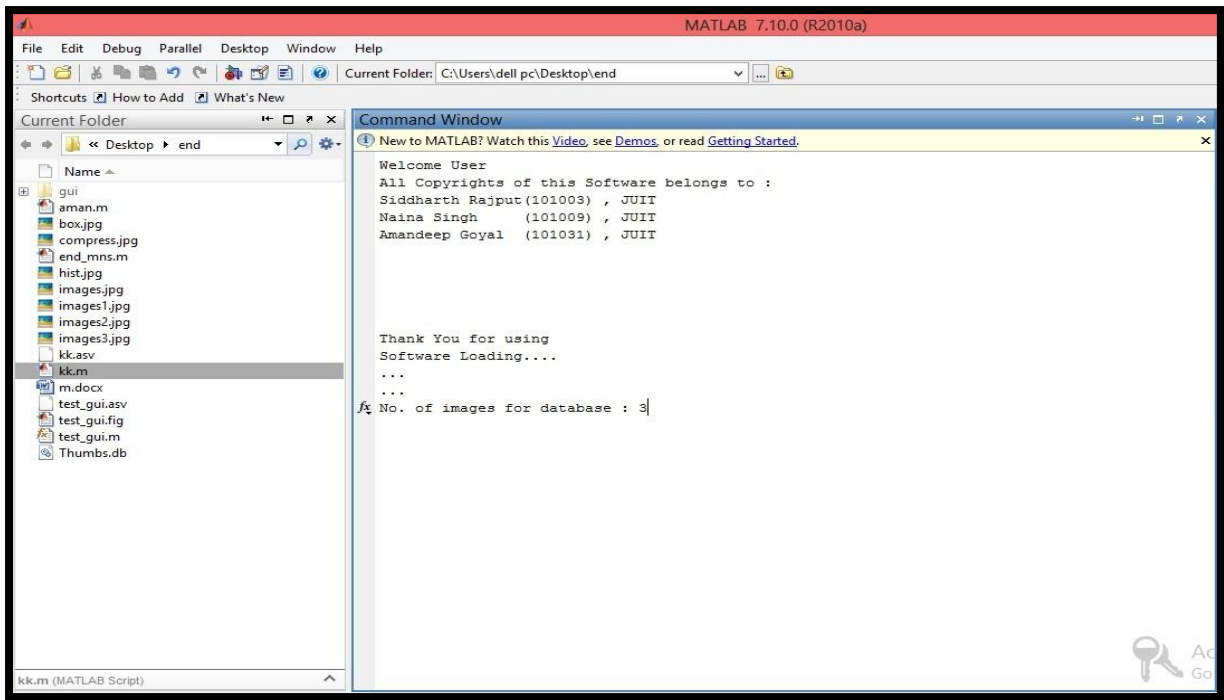 MATLAB 7.10.0 (R2010a)
File Edit Debug Parallel Desktop Window Help
Current Folder: C:\Users\dell pc\Desktop\end
Shortcuts How to Add What's New
Current Folder
« Desktop end
Name
gui
aman.m
box.jpg
compress.jpg
end_mns.m
hist.jpg
images.jpg
images1.jpg
images2.jpg
images3.jpg
kk.asv
kk.m
m.docx
test_gui.asv
test_gui.fig
test_gui.m
Thumbs.db
kk.m (MATLAB Script)
Command Window
New to MATLAB? Watch this Video, see Demos, or read Getting Started.
Welcome User
All Copyrights of this Software belongs to :
Siddharth Rajput(101003) , JUIT
Naina Singh (101009) , JUIT
Amandeep Goyal (101031) , JUIT
Thank You for using
Software Loading....
...
...
fx No. of images for database : 3
Ac
Go